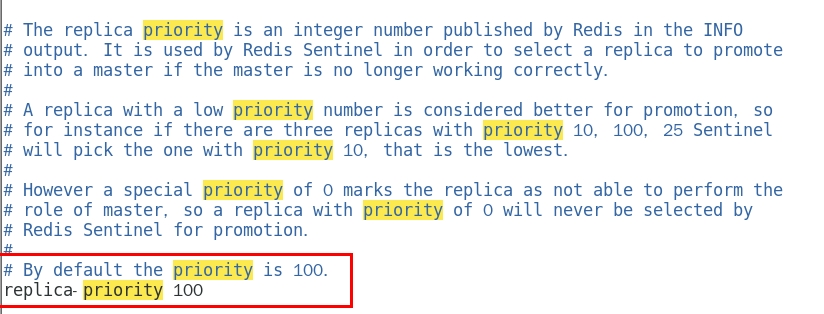 # The replica priority is an integer number published by Redis in the INFO
# output. It is used by Redis Sentinel in order to select a replica to promote
# into a master if the master is no longer working correctly.
#
# A replica with a low priority number is considered better for promotion, so
# for instance if there are three replicas with priority 10, 100, 25 Sentinel
# will pick the one with priority 10, that is the lowest.
#
# However a special priority of 0 marks the replica as not able to perform the
# role of master, so a replica with priority of 0 will never be selected by
# Redis Sentinel for promotion.
#
# By default the priority is 100.
replica-priority 100